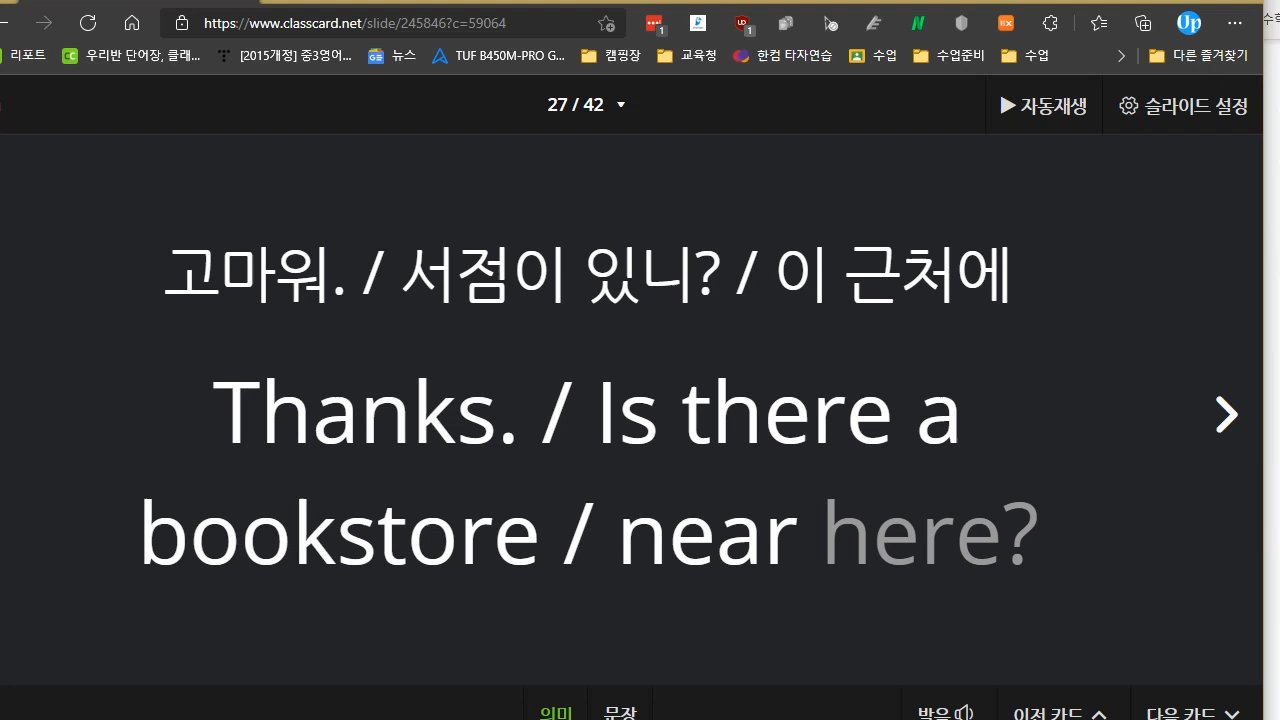 https://www.classcard.net/slide/245846?c=59064
리포트 우리반 단어장, 클래... [2015개정] 중3영어... 뉴스 TUF B450M-PRO G... 캠핑장 교육청 한컴 타자연습 수업 수업준비 수업 다른 즐겨찾기
27 / 42 자동재생 슬라이드 설정
고마워. / 서점이 있니? / 이 근처에
Thanks. / Is there a
bookstore / near here?
의미 문장 발음 이전 카드 다음 카드